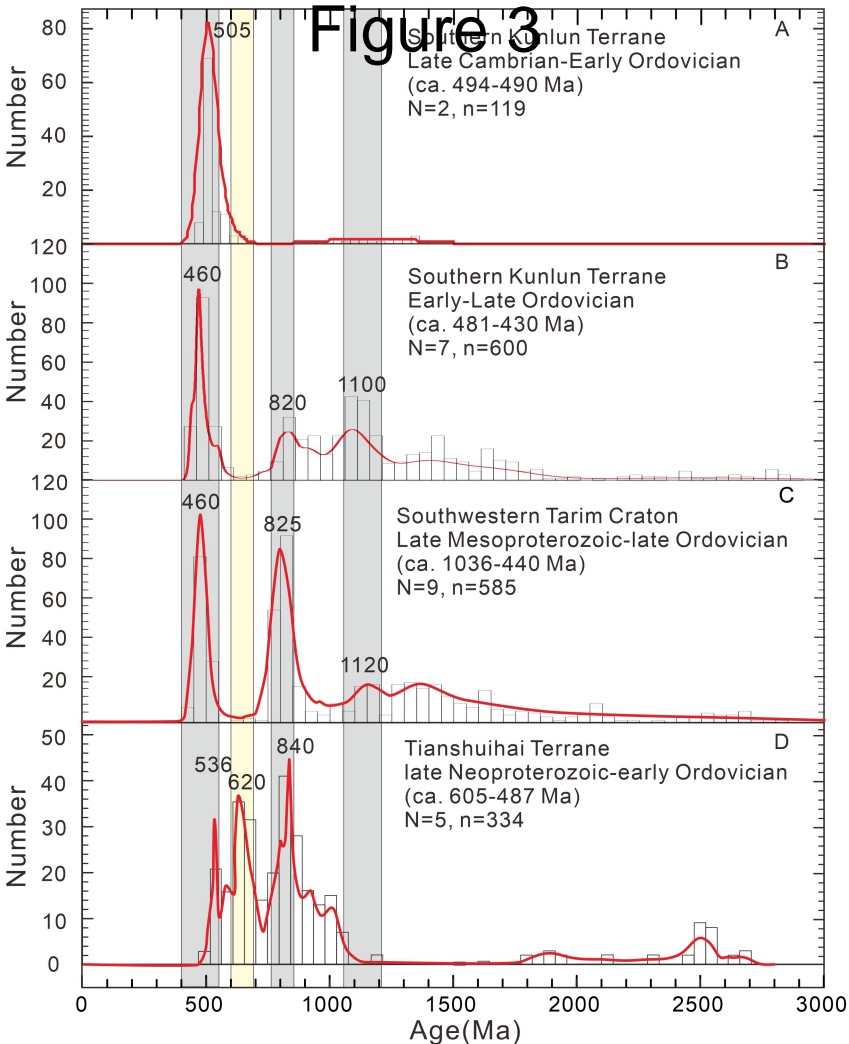 Figure 3
505
A
Southern Kunlun Terrane
Late Cambrian-Early Ordovician
(ca. 494-490 Ma)
N=2, n=119
80
60
40
20
Number
B
460
820
1100
Southern Kunlun Terrane
Early-Late Ordovician
(ca. 481-430 Ma)
N=7, n=600
120
100
80
60
40
20
Number
C
460
825
1120
Southwestern Tarim Craton
Late Mesoproterozoic-late Ordovician
(ca. 1036-440 Ma)
N=9, n=585
120
100
80
60
40
20
Number
D
536
620
840
Tianshuihai Terrane
late Neoproterozoic-early Ordovician
(ca. 605-487 Ma)
N=5, n=334
50
40
30
20
10
0
Number
0 500 1000 1500 2000 2500 3000
Age(Ma)